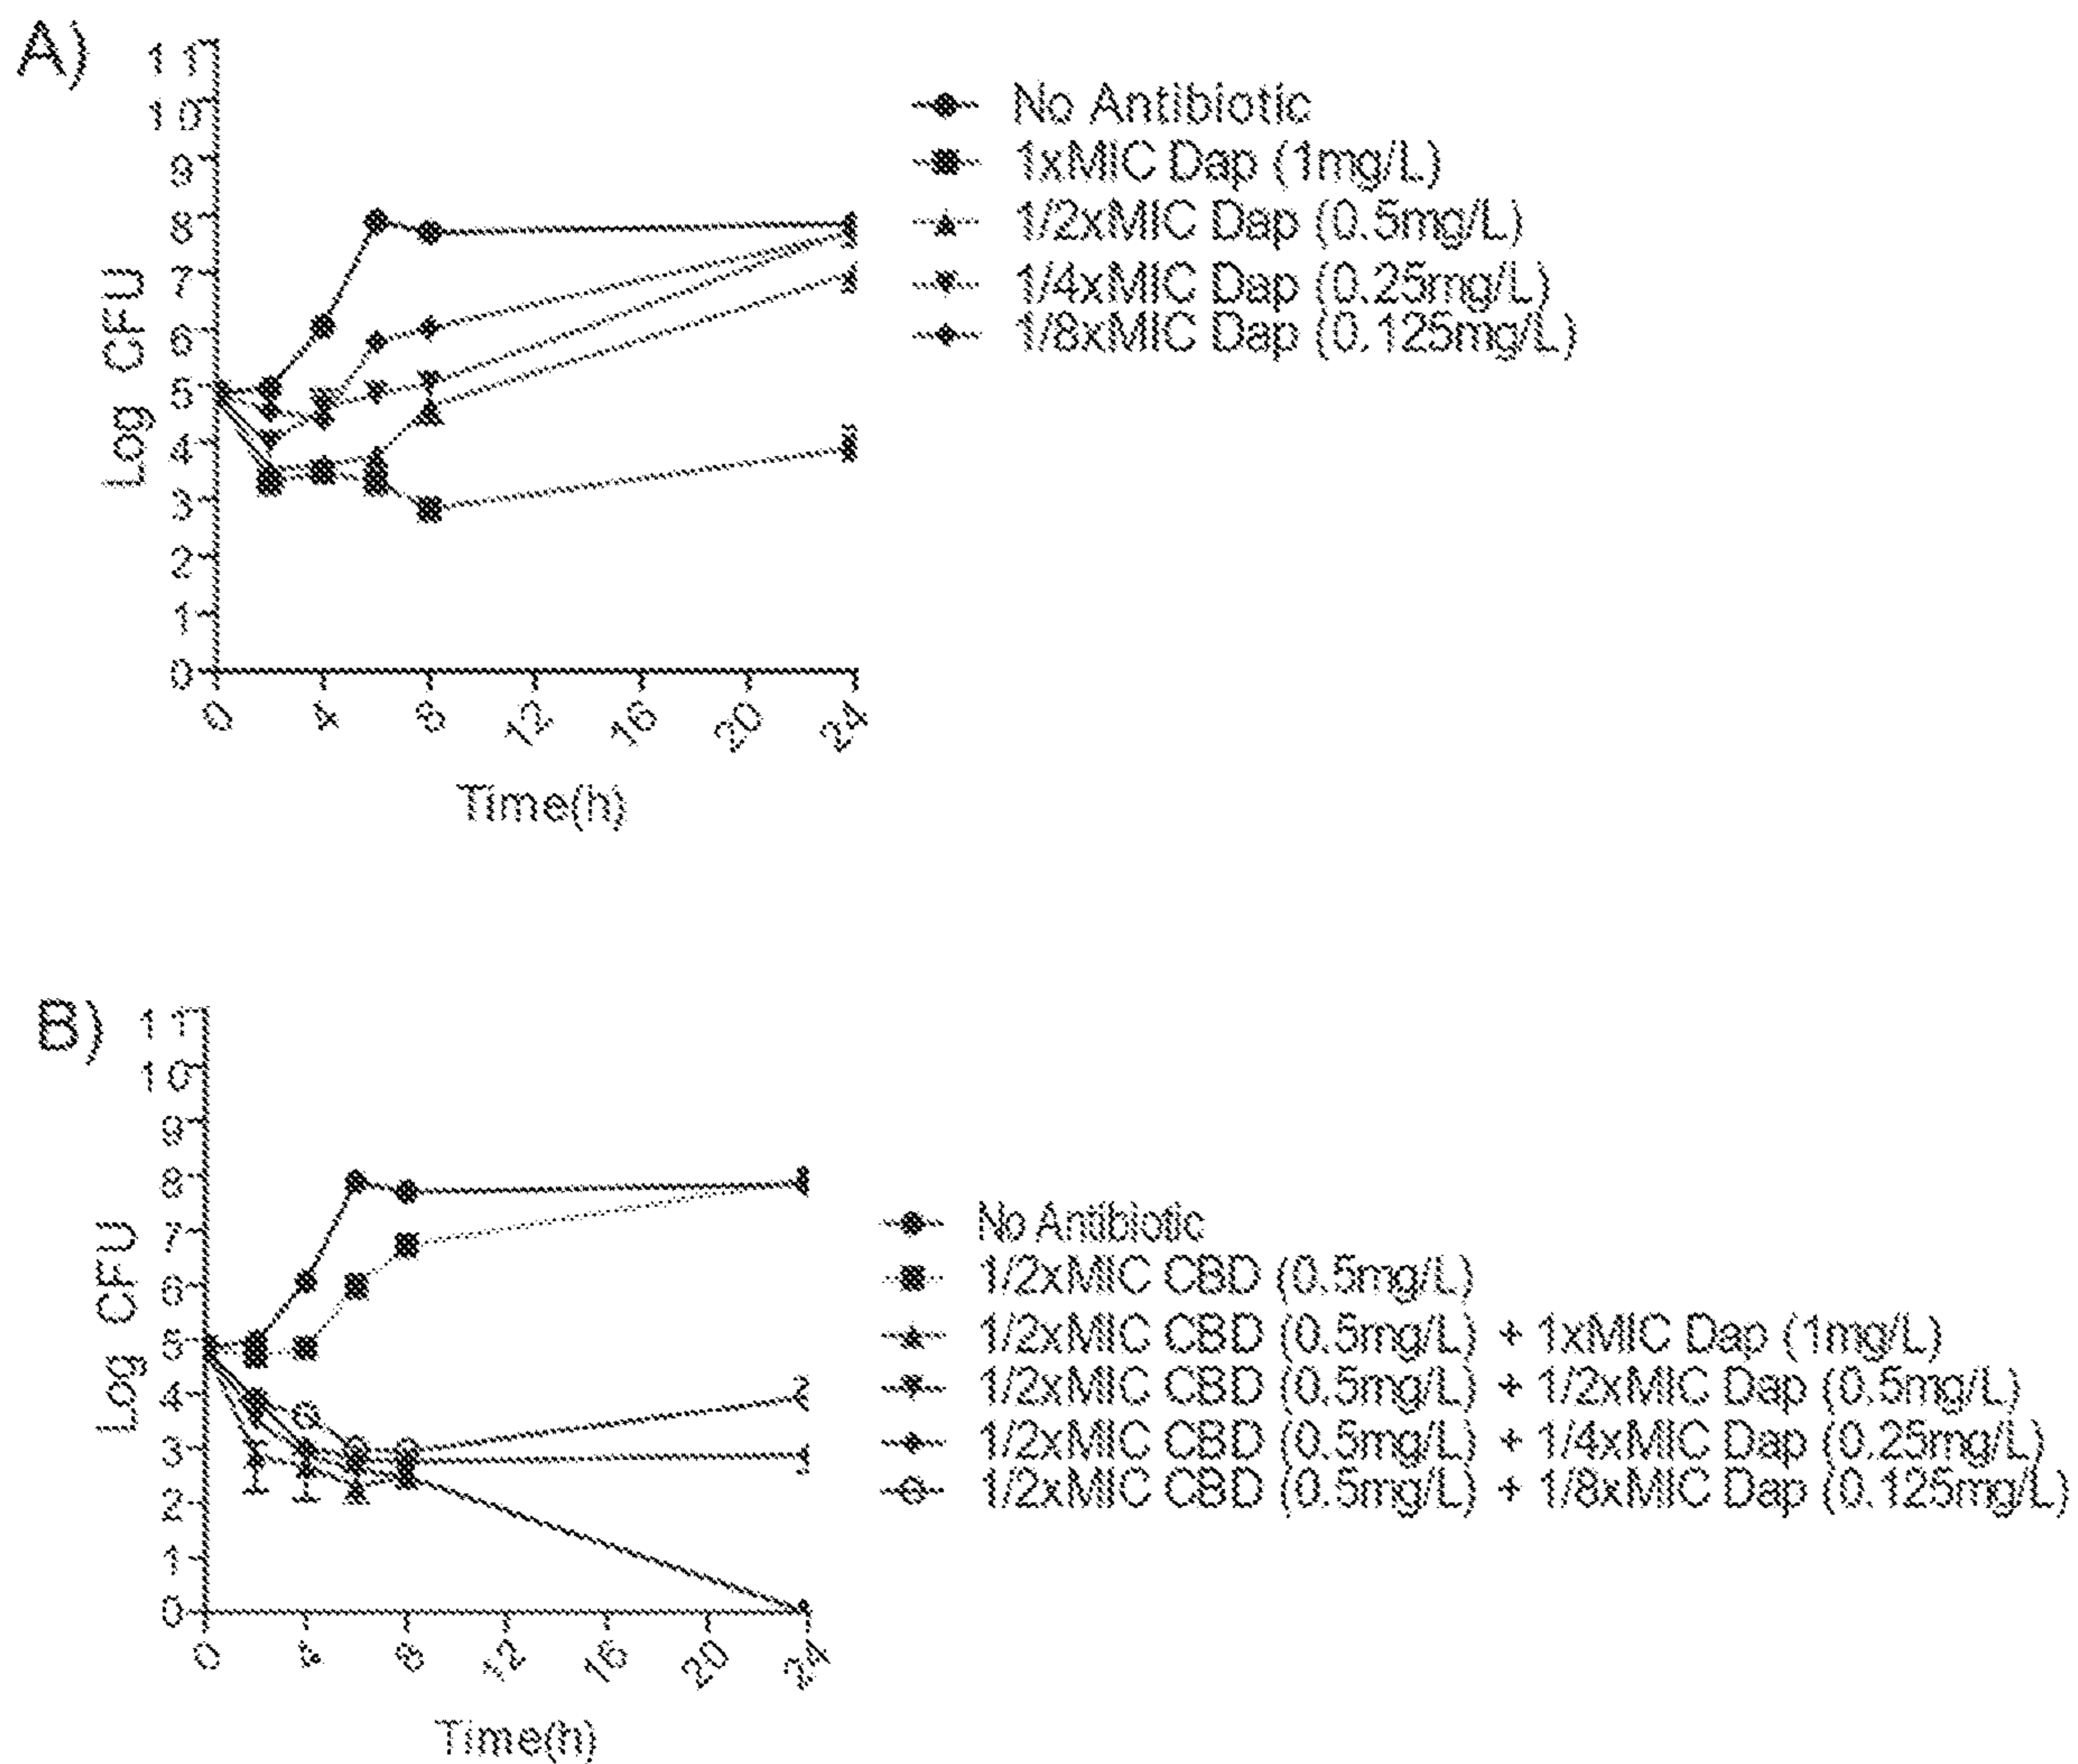 A)
11
10
9
8
7
6
5
4
3
2
1
0
Log CFU
0 4 8 12 16 20 24
Time(h)
No Antibiotic
1xMIC Dap (1mg/L)
1/2xMIC Dap (0.5mg/L)
1/4xMIC Dap (0.25mg/L)
1/8xMIC Dap (0.125mg/L)
B)
11
10
9
8
7
6
5
4
3
2
1
0
Log CFU
0 4 8 12 16 20 24
Time(h)
No Antibiotic
1/2xMIC CBD (0.5mg/L)
1/2xMIC CBD (0.5mg/L) + 1xMIC Dap (1mg/L)
1/2xMIC CBD (0.5mg/L) + 1/2xMIC Dap (0.5mg/L)
1/2xMIC CBD (0.5mg/L) + 1/4xMIC Dap (0.25mg/L)
1/2xMIC CBD (0.5mg/L) + 1/8xMIC Dap (0.125mg/L)